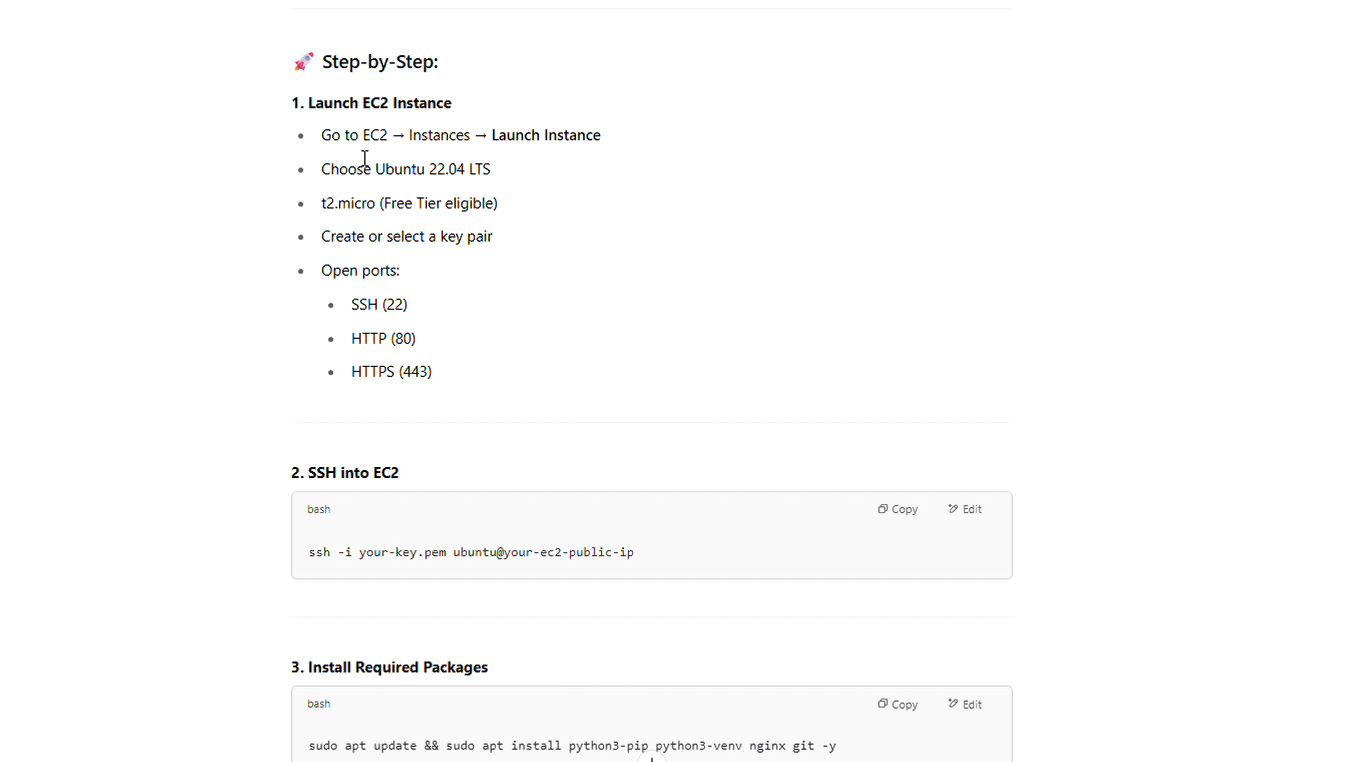 🚀 Step-by-Step:
1. Launch EC2 Instance
• Go to EC2 → Instances → Launch Instance
• Choose Ubuntu 22.04 LTS
• t2.micro (Free Tier eligible)
• Create or select a key pair
• Open ports:
• SSH (22)
• HTTP (80)
• HTTPS (443)
2. SSH into EC2
bash Copy Edit
ssh -i your-key.pem ubuntu@your-ec2-public-ip
3. Install Required Packages
bash Copy Edit
sudo apt update && sudo apt install python3-pip python3-venv nginx git -y